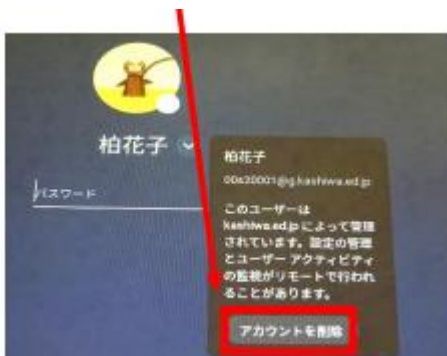 柏花子
パスワード
柏花子
00s20001@g.kashiwa.ed.jp
このユーザーは
kashiwa.ed.jp によって管理
されています。設定の管理
とユーザー アクティビティ
の監視がリモートで行われ
ることがあります。
アカウントを削除